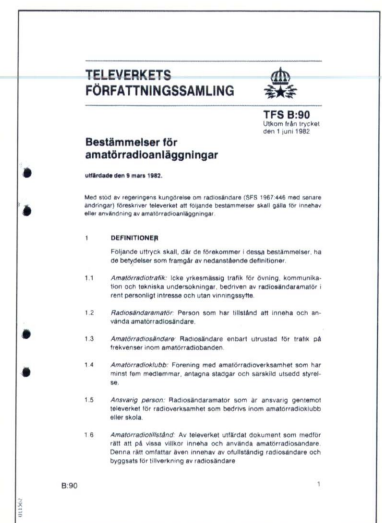 TELEVERKETS
FÖRFATTNINGSSAMLING
TFS B:90
Utkom från trycket
den 1 juni 1982
Bestämmelser för
amatörradioanläggningar
utfärdade den 9 mars 1982.
Med stöd av regeringens kungörelse om radiosändare (SFS 1967:446 med senare
ändringar) föreskriver televerket att följande bestämmelser skall gälla för innehav
eller användning av amatörradioanläggningar.
1 DEFINITIONER
Följande uttryck skall, där de förekommer i dessa bestämmelser, ha
de betydelser som framgår av nedanstående definitioner.
1.1 Amatörradiotrafik: Icke yrkesmässig trafik för övning, kommunika-
tion och tekniska undersökningar, bedriven av radiosändaramatör i
rent personligt intresse och utan vinningssyfte.
1.2 Radiosändaramatör: Person som har tillstånd att inneha och an-
vända amatörradiosändare.
1.3 Amatörradiosändare: Radiosändare enbart utrustad för trafik på
frekvenser inom amatörradiobanden.
1.4 Amatörradioklubb: Förening med amatörradioverksamhet som har
minst fem medlemmar, antagna stadgar och särskild utsedd styrel-
se.
1.5 Ansvarig person: Radiosändaramatör som är ansvarig gentemot
televerket för radioverksamhet som bedrivs inom amatörradioklubb
eller skola.
1.6 Amatörradiotillstånd: Av televerket utfärdat dokument som medför
rätt att på vissa villkor inneha och använda amatörradiosändare.
Denna rätt omfattar även innehav av ofullständig radiosändare och
byggsats för tillverkning av radiosändare
B:90 1